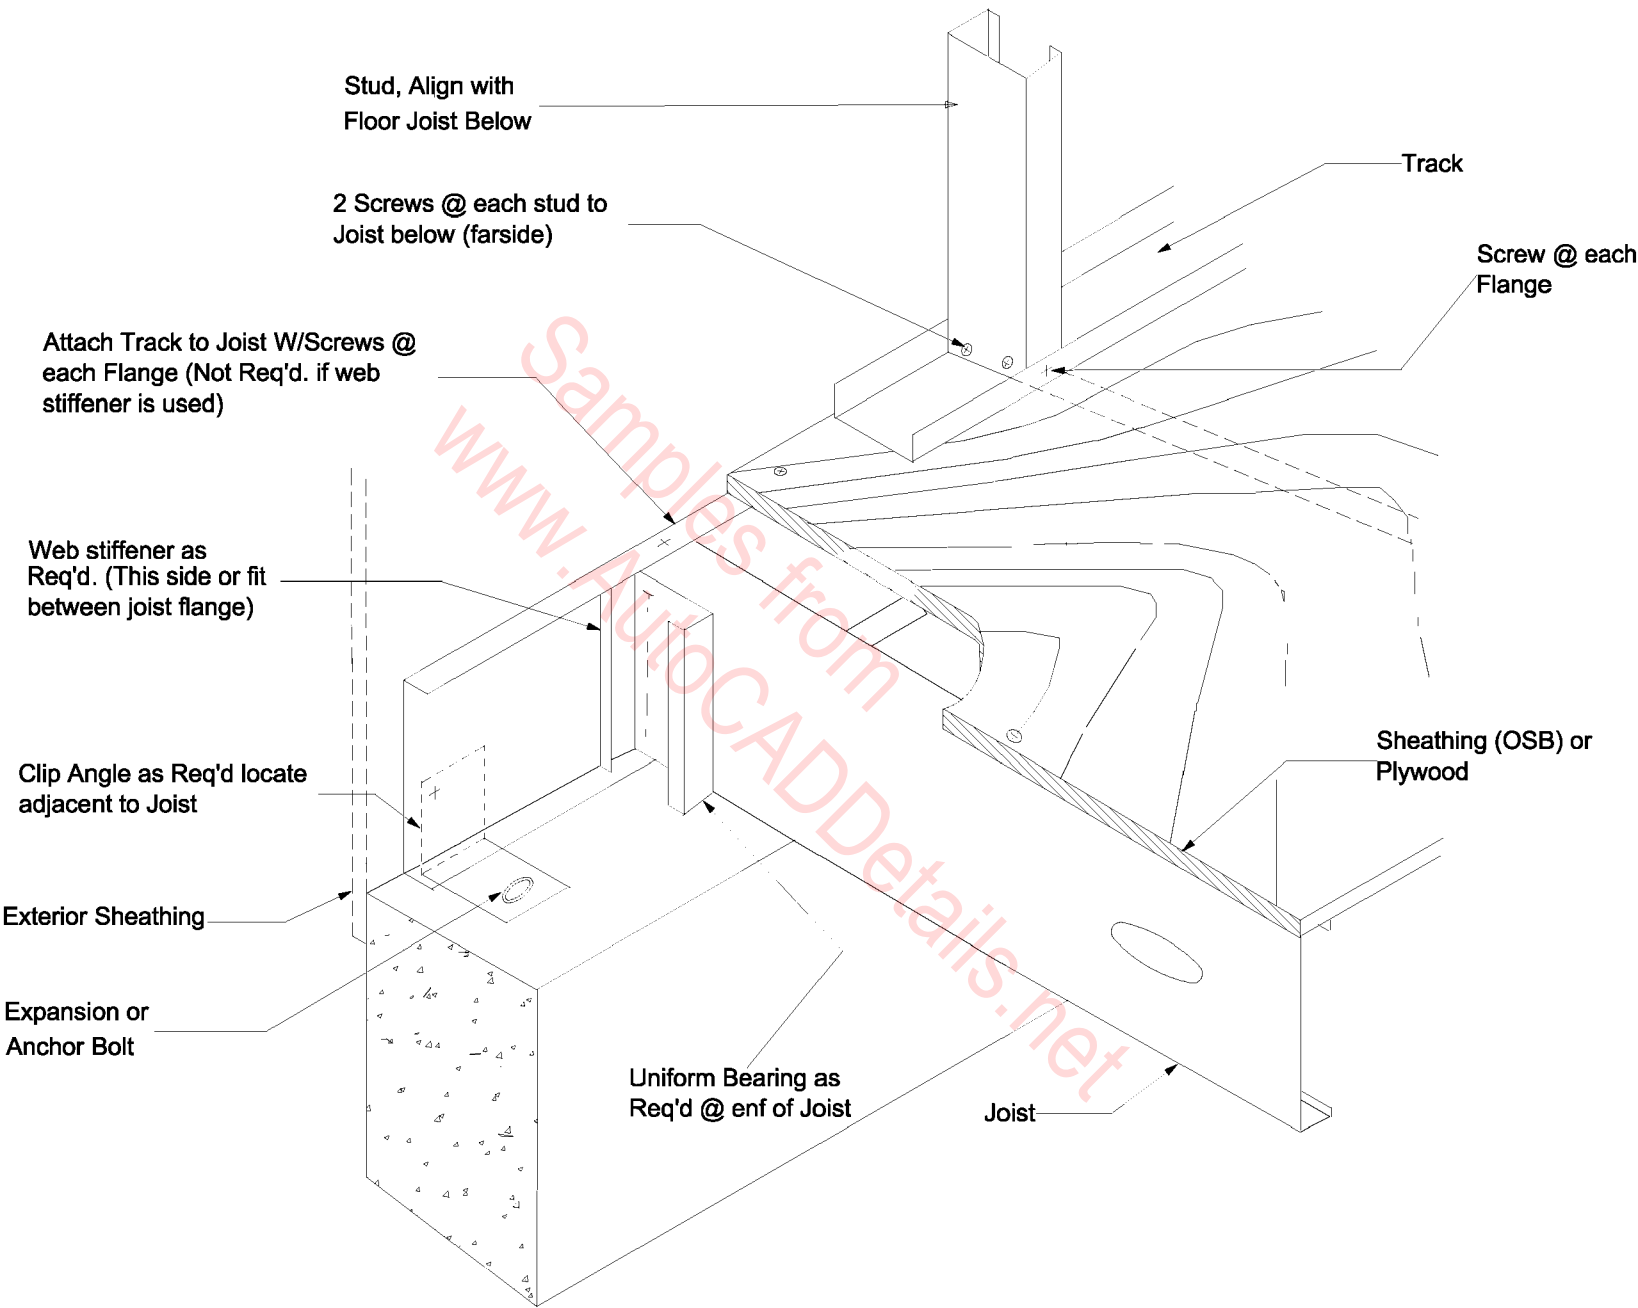 Stud, Align with
Floor Joist Below
Track
2 Screws @ each stud to
Joist below (farside)
Screw @ each
Flange
Attach Track to Joist W/Screws @
each Flange (Not Req'd. if web
stiffener is used)
Samples from
www.AutoCADDetails.net
Web stiffener as
Req'd. (This side or fit
between joist flange)
Sheathing (OSB) or
Plywood
Clip Angle as Req'd locate
adjacent to Joist
Exterior Sheathing
Expansion or
Anchor Bolt
Uniform Bearing as
Req'd @ enf of Joist
Joist